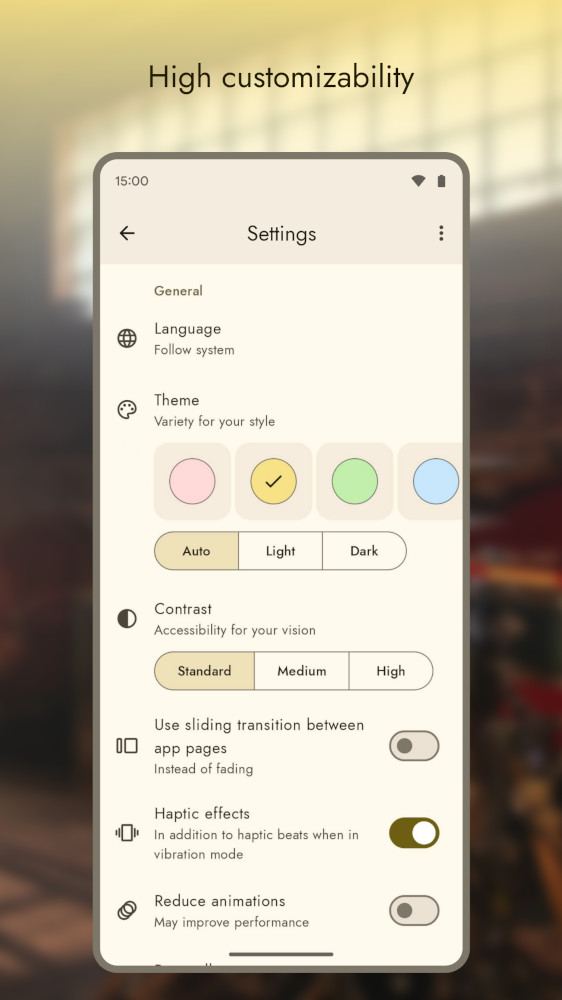 High customizability
15:00
Settings
General
Language
Follow system
Theme
Variety for your style
Auto
Light
Dark
Contrast
Accessibility for your vision
Standard
Medium
High
Use sliding transition between
app pages
Instead of fading
Haptic effects
In addition to haptic beats when in
vibration mode
Reduce animations
May improve performance